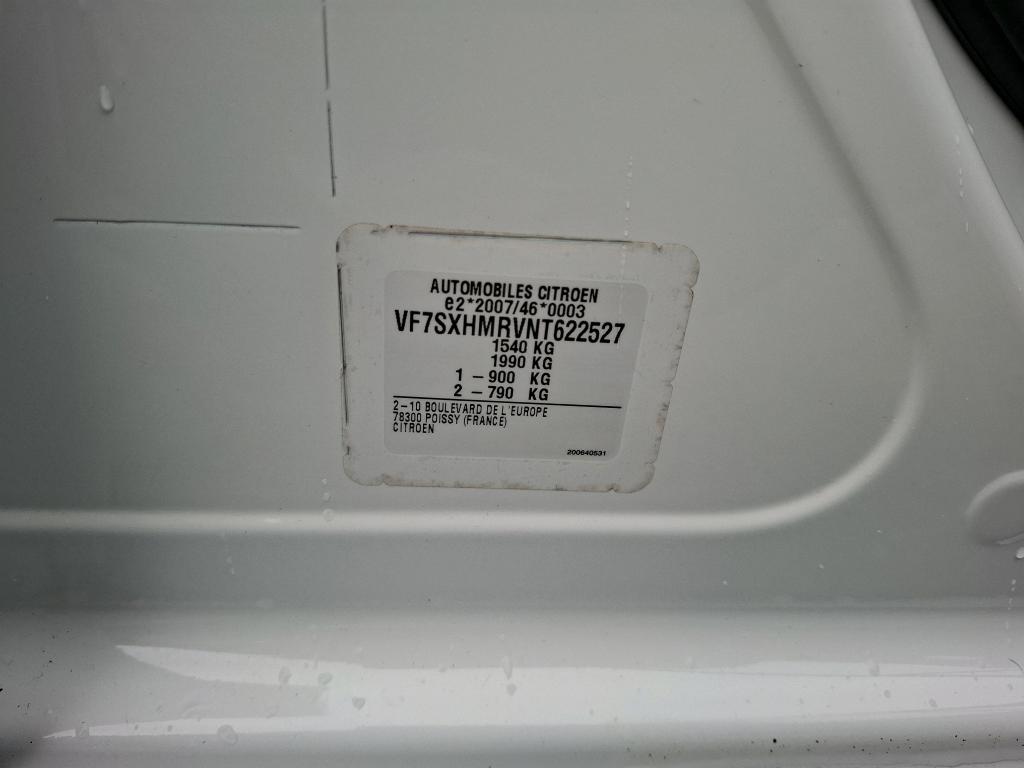 AUTOMOBILES CITROEN
e2*2007/46*0003
VF7SXHMRVNT622527
1540 KG
1990 KG
1 – 900 KG
2 – 790 KG
2–10 BOULEVARD DE L'EUROPE
78300 POISSY (FRANCE)
CITROEN
200640531